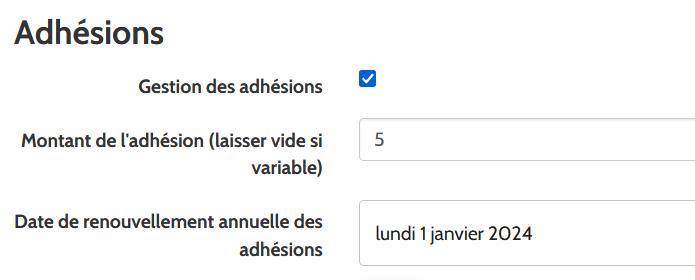 Adhésions
Gestion des adhésions
Montant de l'adhésion (laisser vide si
variable)
5
Date de renouvellement annuelle des
adhésions
lundi 1 janvier 2024